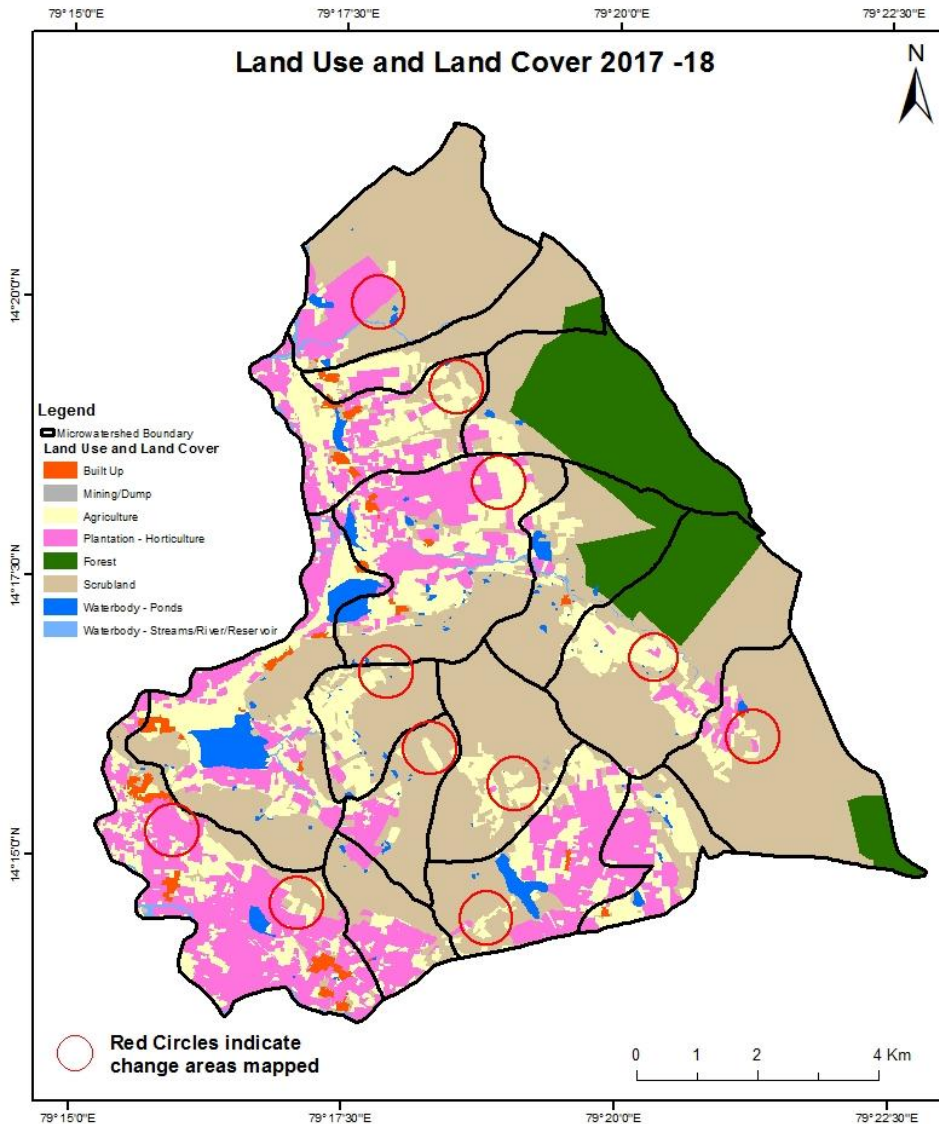 79° 15'0"E
79° 17'30"E
79° 20'0"E
79° 22'30"E
Land Use and Land Cover 2017 -18
N
14° 20'0"N
14° 17'30"N
14° 15'0"N
Legend
Microwatershed Boundary
Land Use and Land Cover
Built Up
Mining/Dump
Agriculture
Plantation - Horticulture
Forest
Scrubland
Waterbody - Ponds
Waterbody - Streams/River/Reservoir
Red Circles indicate
change areas mapped
0 1 2 4 Km
79° 15'0"E
79° 17'30"E
79° 20'0"E
79° 22'30"E